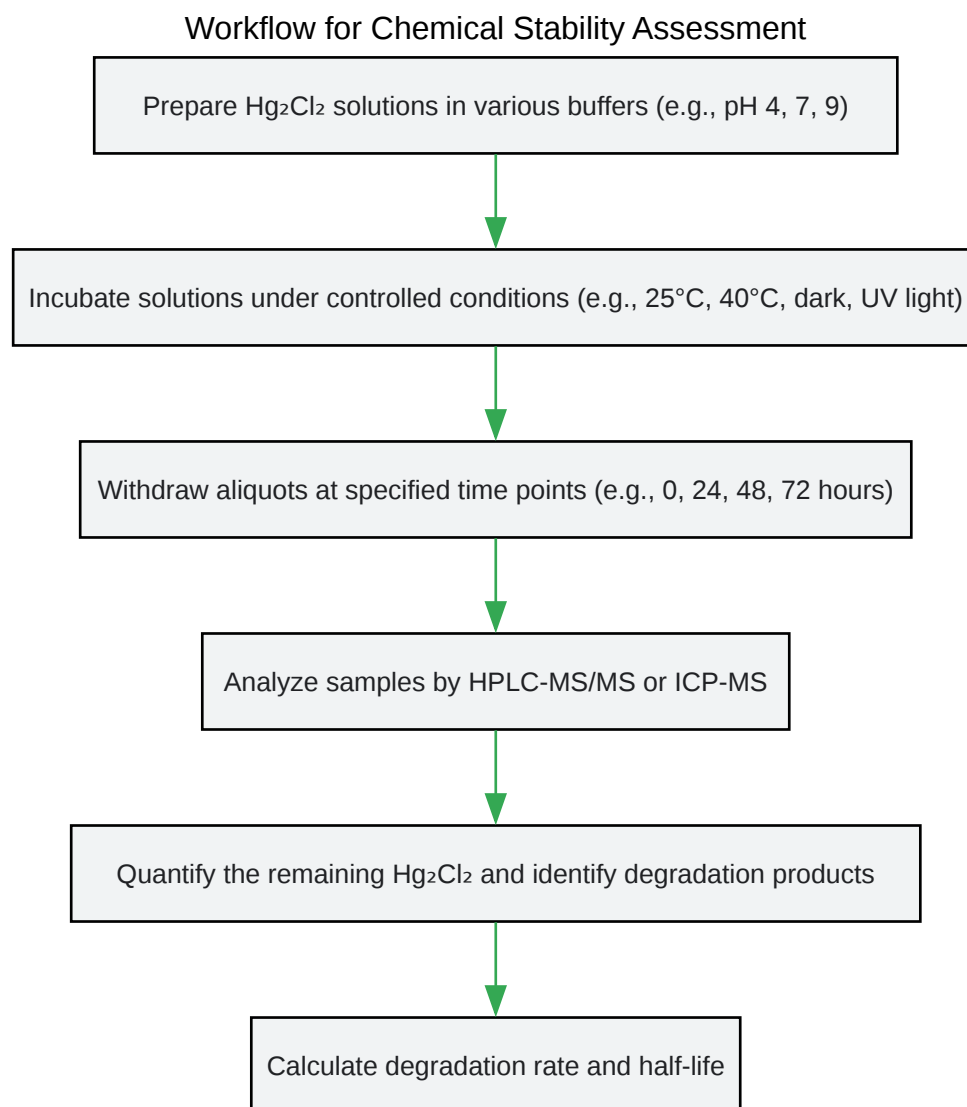 Workflow for Chemical Stability Assessment
Prepare Hg₂Cl₂ solutions in various buffers (e.g., pH 4, 7, 9)
Incubate solutions under controlled conditions (e.g., 25°C, 40°C, dark, UV light)
Withdraw aliquots at specified time points (e.g., 0, 24, 48, 72 hours)
Analyze samples by HPLC-MS/MS or ICP-MS
Quantify the remaining Hg₂Cl₂ and identify degradation products
Calculate degradation rate and half-life